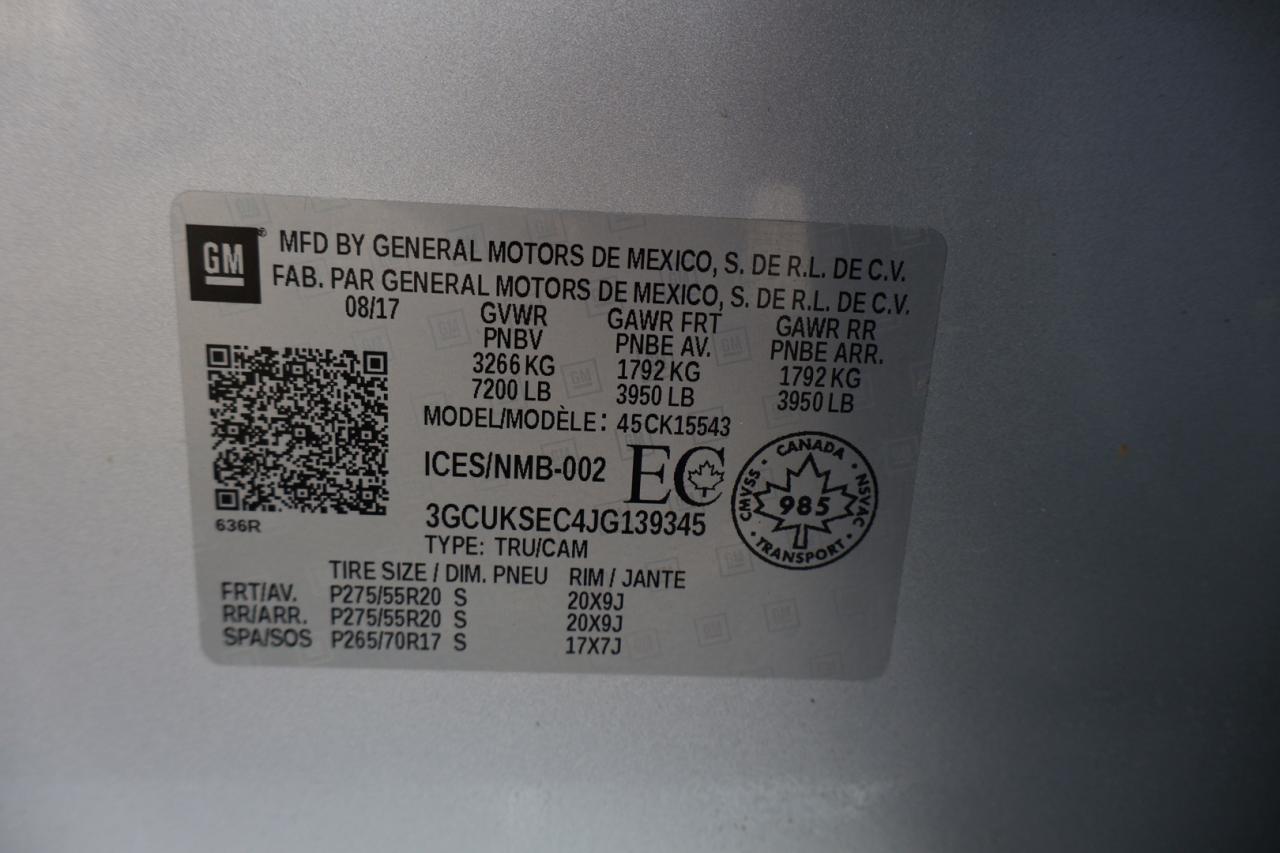 GM®
MFD BY GENERAL MOTORS DE MEXICO, S. DE R.L. DE C.V.
FAB. PAR GENERAL MOTORS DE MEXICO, S. DE R.L. DE C.V.
08/17 GVWR GAWR FRT GAWR RR
PNBV PNBE AV. PNBE ARR.
3266 KG 1792 KG 1792 KG
7200 LB 3950 LB 3950 LB
MODEL/MODÈLE: 45CK15543
ICES/NMB-002 EC
CANADA
CMVSS 985 NSVAC
TRANSPORT
636R
3GCUKSEC4JG139345
TYPE: TRU/CAM
TIRE SIZE / DIM. PNEU RIM / JANTE
FRT/AV. P275/55R20 S 20X9J
RR/ARR. P275/55R20 S 20X9J
SPA/SOS P265/70R17 S 17X7J